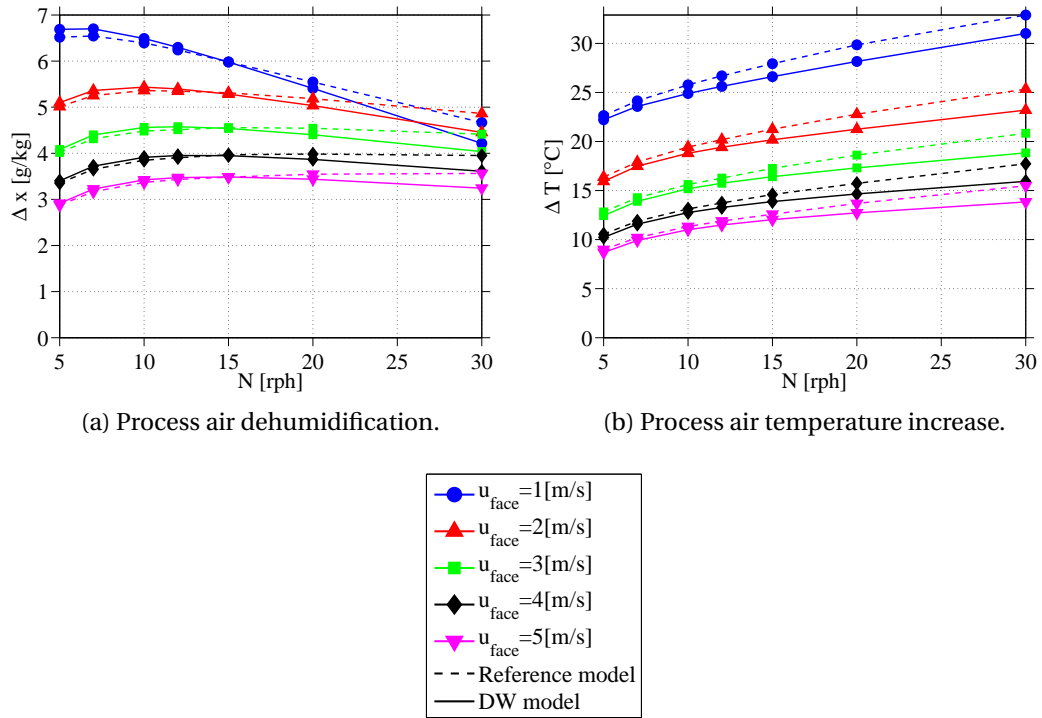 7
6
5
4
3
2
1
0
Δ x [g/kg]
5 10 15 20 25 30
N [rph]
(a) Process air dehumidification.
30
25
20
15
10
5
0
Δ T [°C]
5 10 15 20 25 30
N [rph]
(b) Process air temperature increase.
u_face=1[m/s]
u_face=2[m/s]
u_face=3[m/s]
u_face=4[m/s]
u_face=5[m/s]
Reference model
DW model